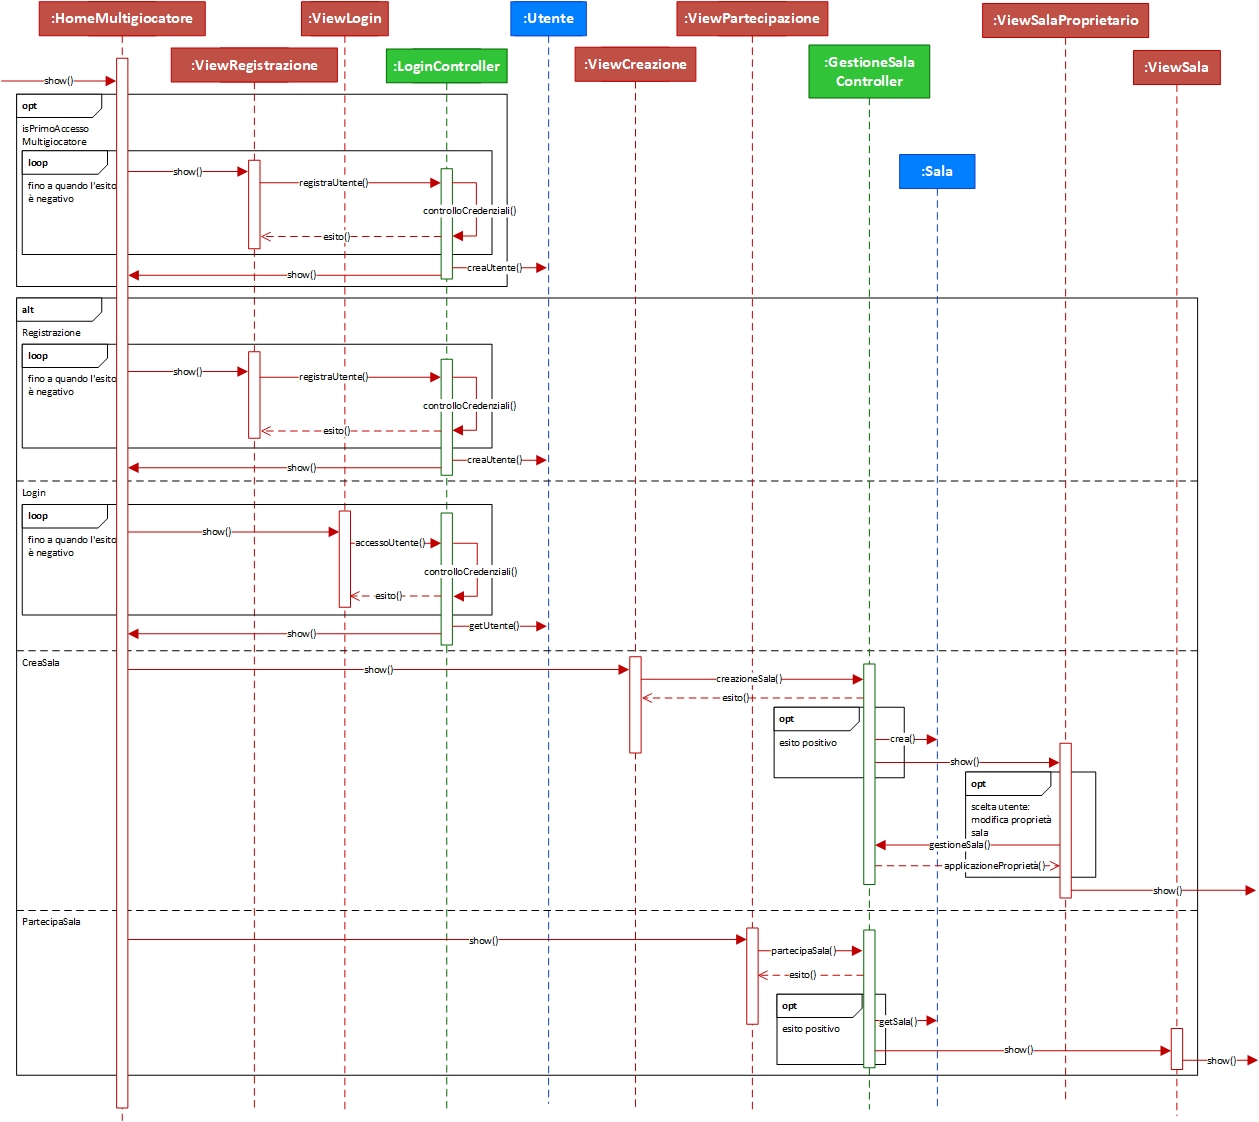 :HomeMultigiocatore
:ViewLogin
:Utente
:ViewPartecipazione
:ViewSalaProprietario
:ViewRegistrazione
:LoginController
:ViewCreazione
:GestioneSala
Controller
:ViewSala
:Sala
show()
opt
isPrimoAccesso
Multigiocatore
loop
fino a quando l'esito
è negativo
show()
registraUtente()
controlloCredenziali()
esito()
creaUtente()
show()
alt
Registrazione
loop
fino a quando l'esito
è negativo
show()
registraUtente()
controlloCredenziali()
esito()
creaUtente()
show()
Login
loop
fino a quando l'esito
è negativo
show()
accessoUtente()
controlloCredenziali()
esito()
getUtente()
show()
CreaSala
show()
creazioneSala()
esito()
opt
esito positivo
crea()
show()
opt
scelta utente:
modifica proprietà
sala
gestioneSala()
applicazioneProprietà()
show()
PartecipaSala
show()
partecipaSala()
esito()
opt
esito positivo
getSala()
show()
show()